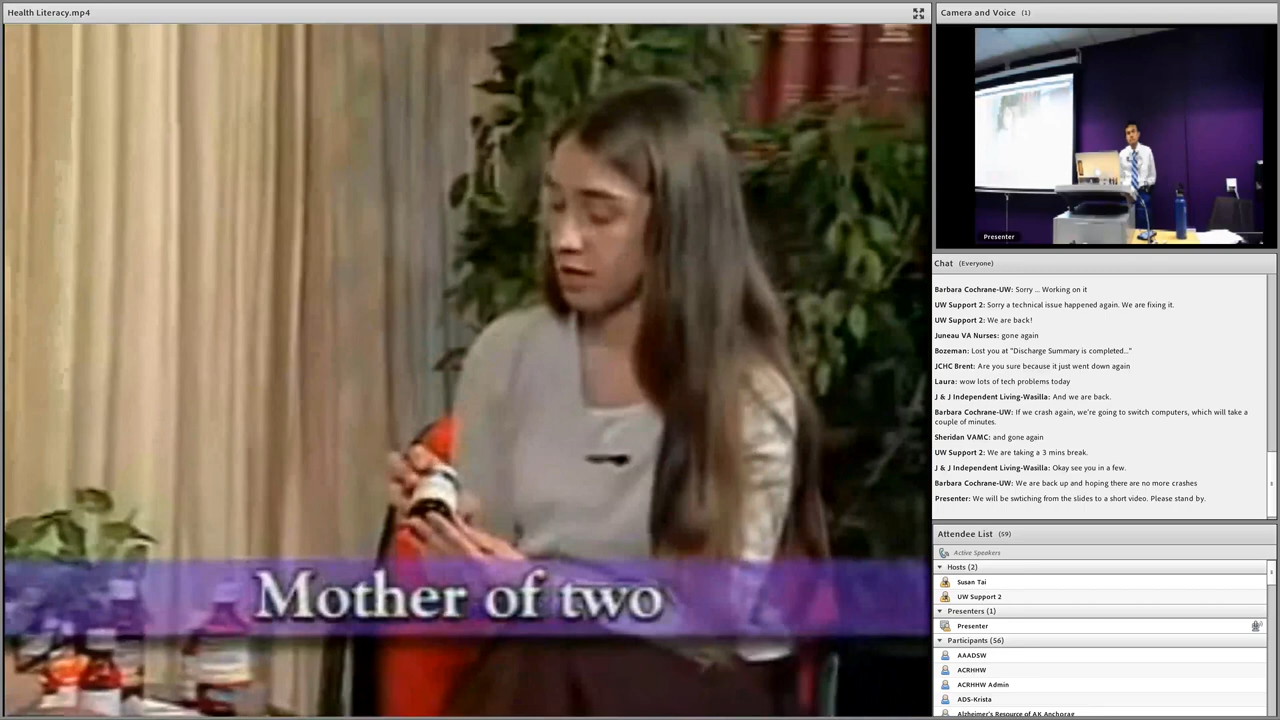 Health Literacy.mp4
Mother of two
Camera and Voice (1)
Presenter
Chat (Everyone)
Barbara Cochrane-UW: Sorry ... Working on it
UW Support 2: Sorry a technical issue happened again. We are fixing it.
UW Support 2: We are back!
Juneau VA Nurses: gone again
Bozeman: Lost you at "Discharge Summary is completed..."
JCHC Brent: Are you sure because it just went down again
Laura: wow lots of tech problems today
J & J Independent Living-Wasilla: And we are back.
Barbara Cochrane-UW: If we crash again, we're going to switch computers, which will take a
couple of minutes.
Sheridan VAMC: and gone again
UW Support 2: We are taking a 3 mins break.
J & J Independent Living-Wasilla: Okay see you in a few.
Barbara Cochrane-UW: We are back up and hoping there are no more crashes
Presenter: We will be swtiching from the slides to a short video. Please stand by.
Attendee List (59)
Active Speakers
Hosts (2)
Susan Tai
UW Support 2
Presenters (1)
Presenter
Participants (56)
AAADSW
ACRHHW
ACRHHW Admin
ADS-Krista
Alzheimer's Resource of AK Anchorag